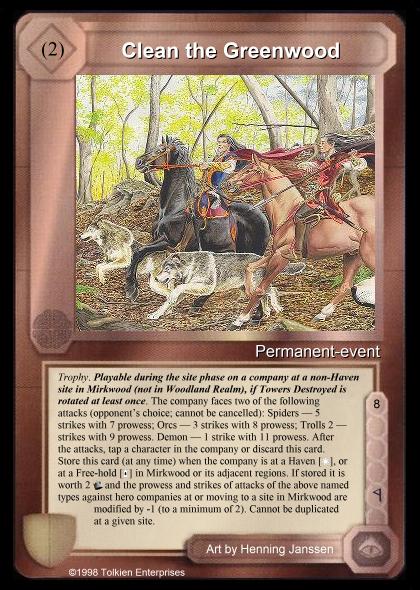 (2)
Clean the Greenwood
Permanent-event
Trophy. Playable during the site phase on a company at a non-Haven
site in Mirkwood (not in Woodland Realm), if Towers Destroyed is
rotated at least once. The company faces two of the following
attacks (opponent's choice; cannot be cancelled): Spiders — 5
strikes with 7 prowess; Orcs — 3 strikes with 8 prowess; Trolls — 2
strikes with 9 prowess. Demon — 1 strike with 11 prowess. After
the attacks, tap a character in the company or discard this card.
Store this card (at any time) when the company is at a Haven [ ], or
at a Free-hold [ ] in Mirkwood or its adjacent regions. If stored it is
worth 2 and the prowess and strikes of attacks of the above named
types against hero companies at or moving to a site in Mirkwood are
modified by -1 (to a minimum of 2). Cannot be duplicated
at a given site.
8
Art by Henning Janssen
©1998 Tolkien Enterprises